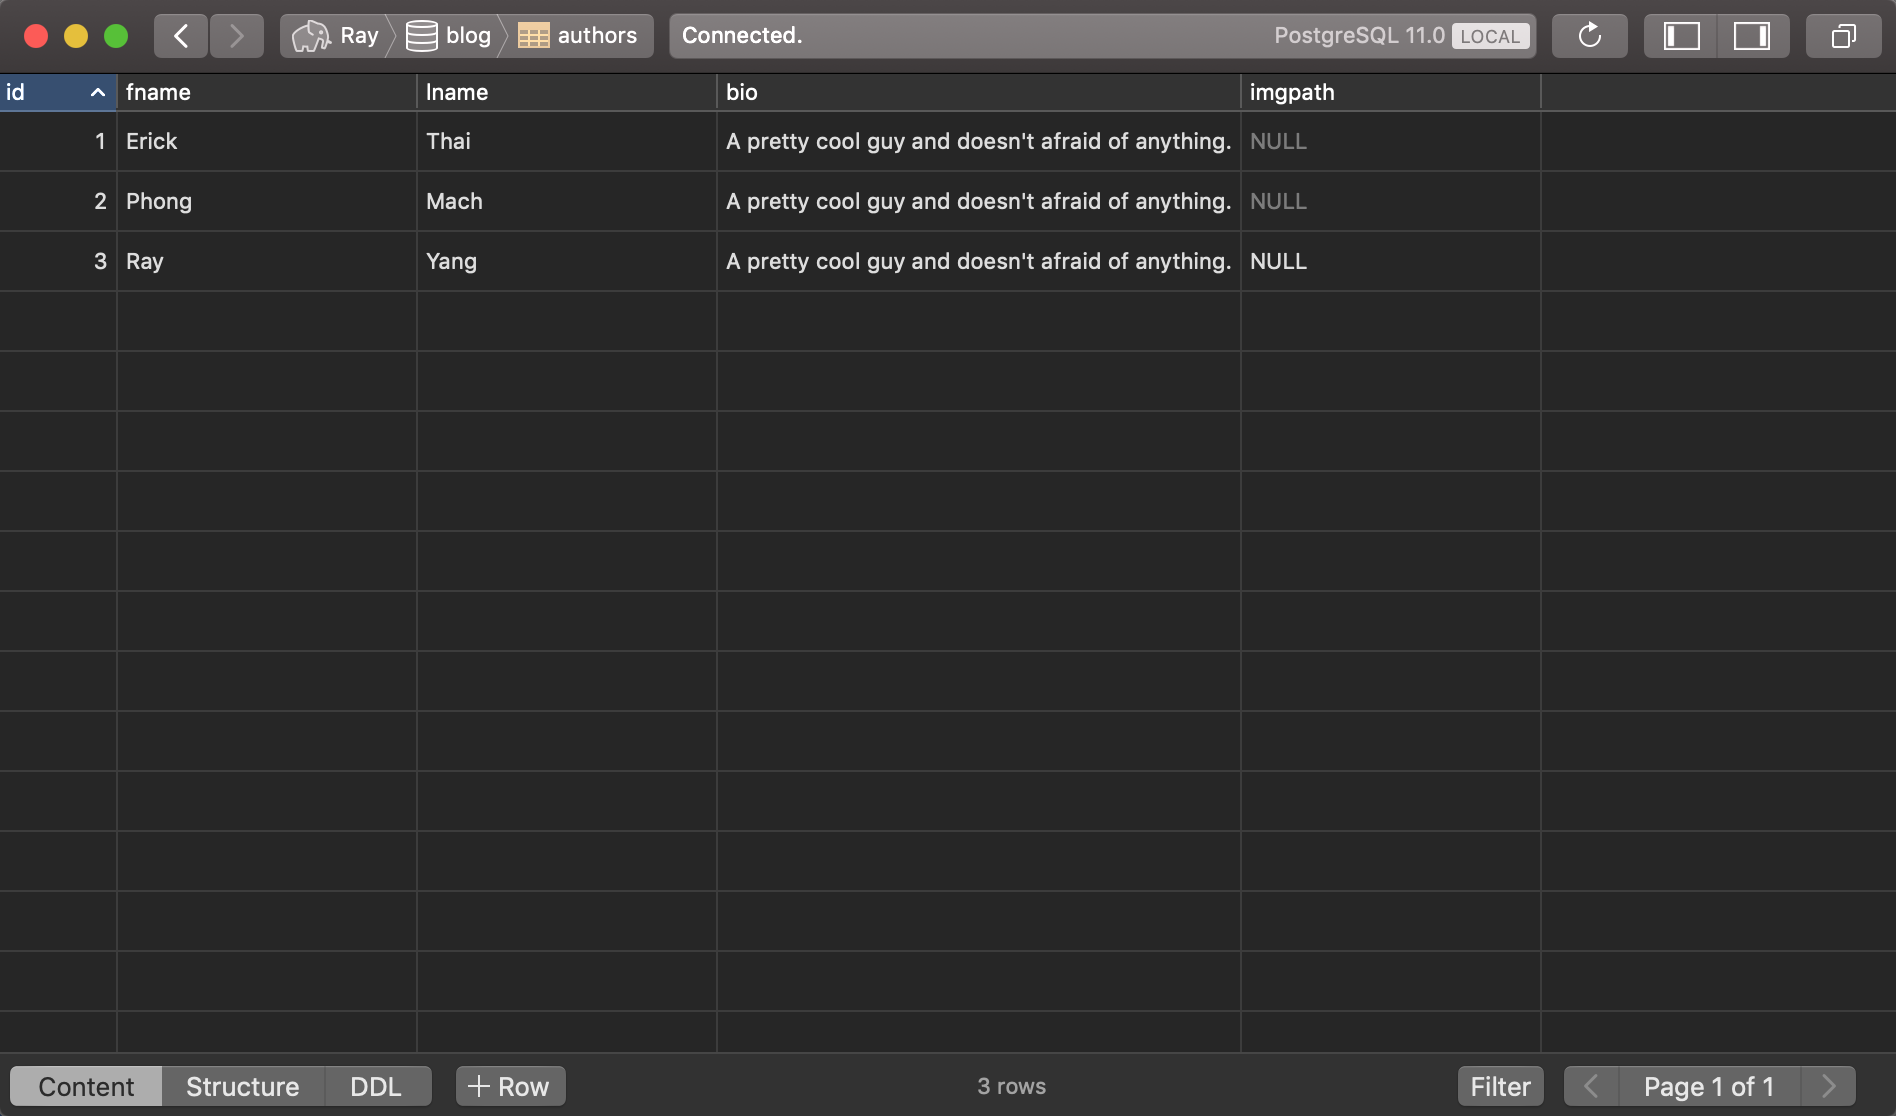 Ray blog authors Connected. PostgreSQL 11.0 LOCAL
id fname lname bio imgpath
1 Erick Thai A pretty cool guy and doesn't afraid of anything. NULL
2 Phong Mach A pretty cool guy and doesn't afraid of anything. NULL
3 Ray Yang A pretty cool guy and doesn't afraid of anything. NULL
Content Structure DDL + Row 3 rows Filter Page 1 of 1